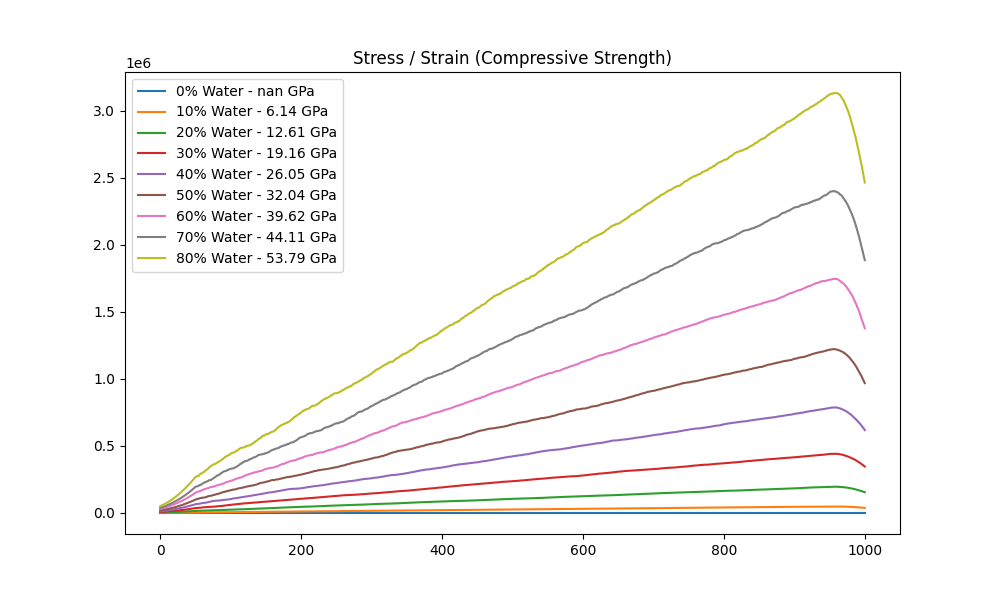 Stress / Strain (Compressive Strength)
1e6
0% Water - nan GPa
10% Water - 6.14 GPa
20% Water - 12.61 GPa
30% Water - 19.16 GPa
40% Water - 26.05 GPa
50% Water - 32.04 GPa
60% Water - 39.62 GPa
70% Water - 44.11 GPa
80% Water - 53.79 GPa
3.0
2.5
2.0
1.5
1.0
0.5
0.0
0 200 400 600 800 1000